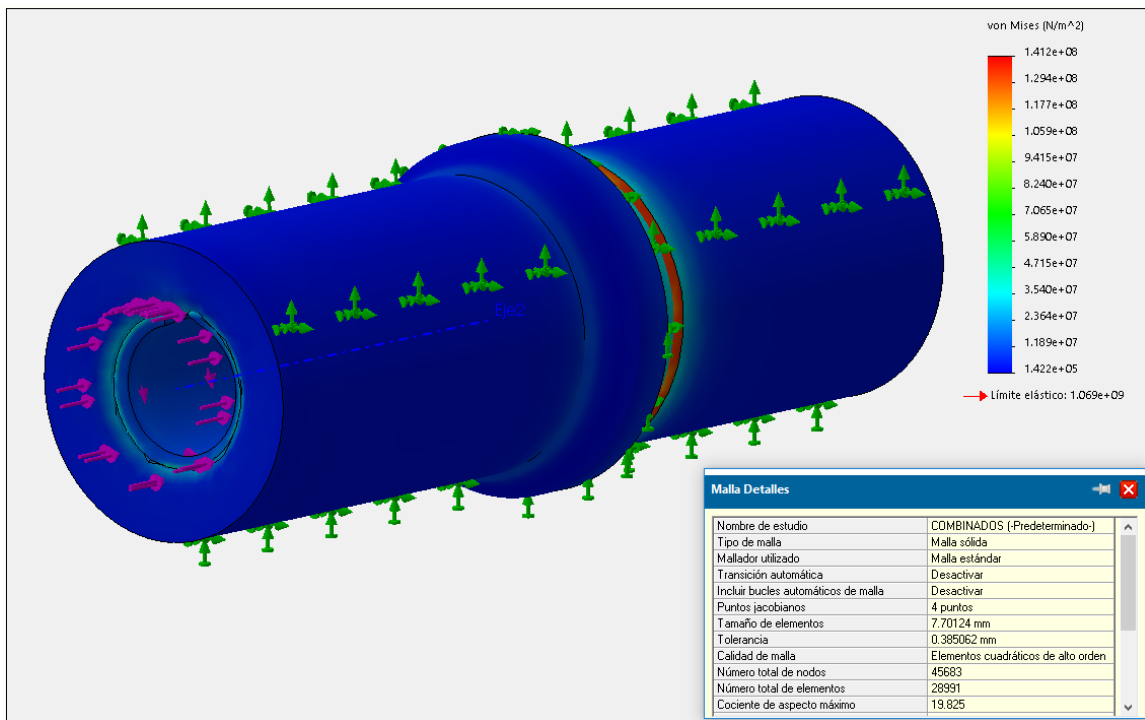 von Mises (N/m^2)
1.412e+08
1.294e+08
1.177e+08
1.059e+08
9.415e+07
8.240e+07
7.065e+07
5.890e+07
4.715e+07
3.540e+07
2.364e+07
1.189e+07
1.422e+05
Límite elástico: 1.069e+09
Eje2
Malla Detalles
Nombre de estudio COMBINADOS (-Predeterminado-)
Tipo de malla Malla sólida
Mallador utilizado Malla estándar
Transición automática Desactivar
Incluir bucles automáticos de malla Desactivar
Puntos jacobianos 4 puntos
Tamaño de elementos 7.70124 mm
Tolerancia 0.385062 mm
Calidad de malla Elementos cuadráticos de alto orden
Número total de nodos 45683
Número total de elementos 28991
Cociente de aspecto máximo 19.825